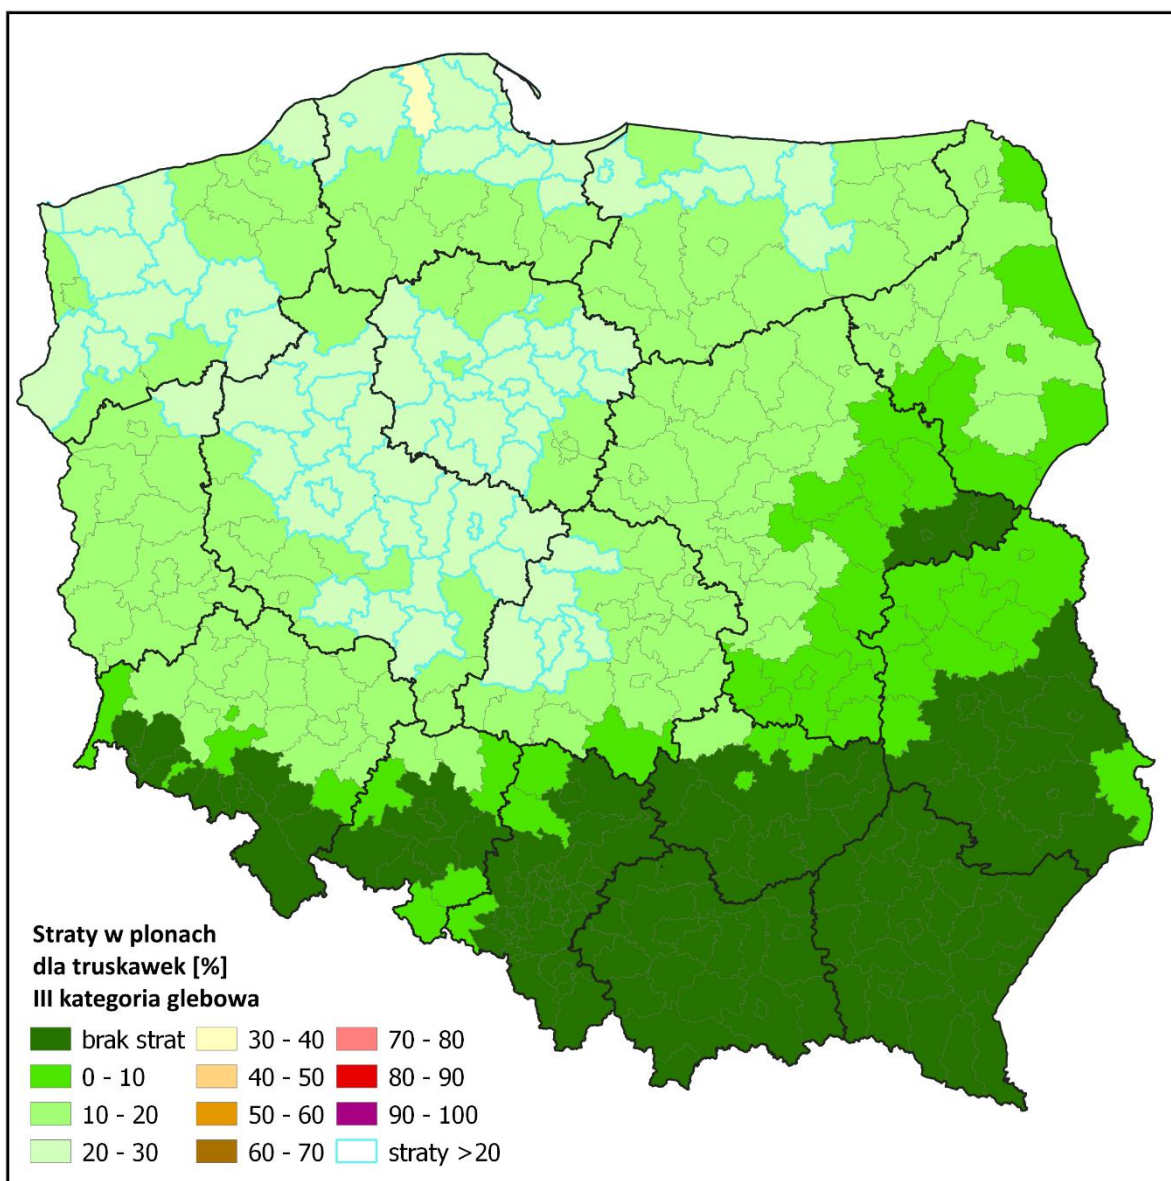 Straty w plonach
dla truskawek [%]
III kategoria glebowa
brak strat
0 - 10
10 - 20
20 - 30
30 - 40
40 - 50
50 - 60
60 - 70
70 - 80
80 - 90
90 - 100
straty >20